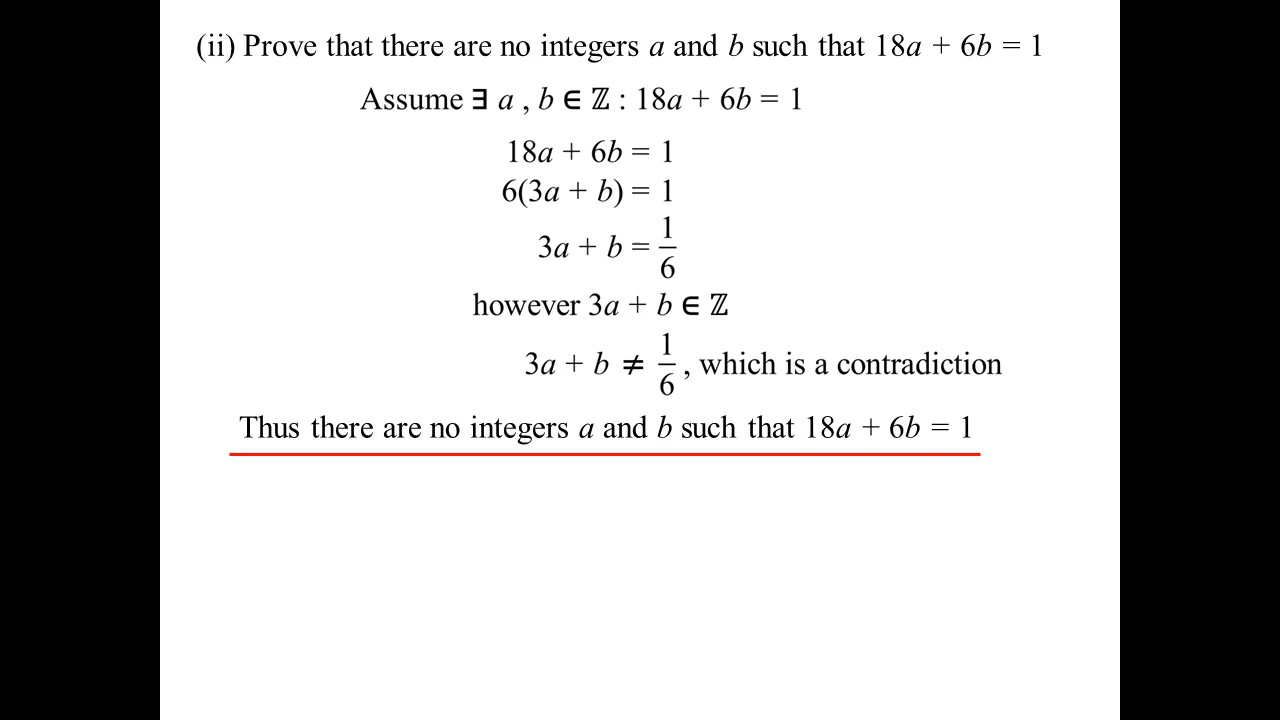 (ii) Prove that there are no integers a and b such that 18a + 6b = 1
Assume ∃ a , b ∈ ℤ : 18a + 6b = 1
18a + 6b = 1
6(3a + b) = 1
3a + b = 1/6
however 3a + b ∈ ℤ
3a + b ≠ 1/6 , which is a contradiction
Thus there are no integers a and b such that 18a + 6b = 1